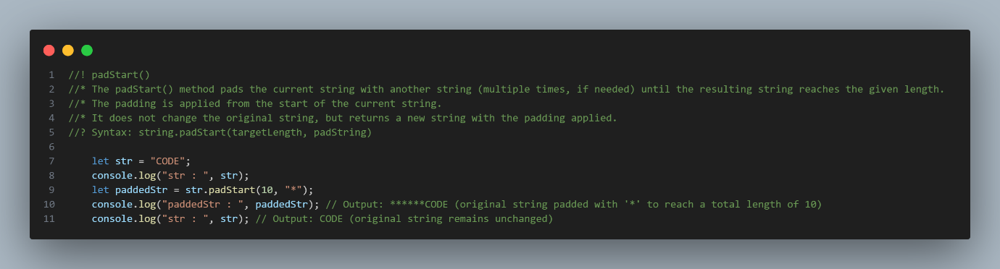 1 //! padStart()
2 //* The padStart() method pads the current string with another string (multiple times, if needed) until the resulting string reaches the given length.
3 //* The padding is applied from the start of the current string.
4 //* It does not change the original string, but returns a new string with the padding applied.
5 //? Syntax: string.padStart(targetLength, padString)
6
7     let str = "CODE";
8     console.log("str : ", str);
9     let paddedStr = str.padStart(10, "*");
10     console.log("paddedStr : ", paddedStr); // Output: ******CODE (original string padded with '*' to reach a total length of 10)
11     console.log("str : ", str); // Output: CODE (original string remains unchanged)